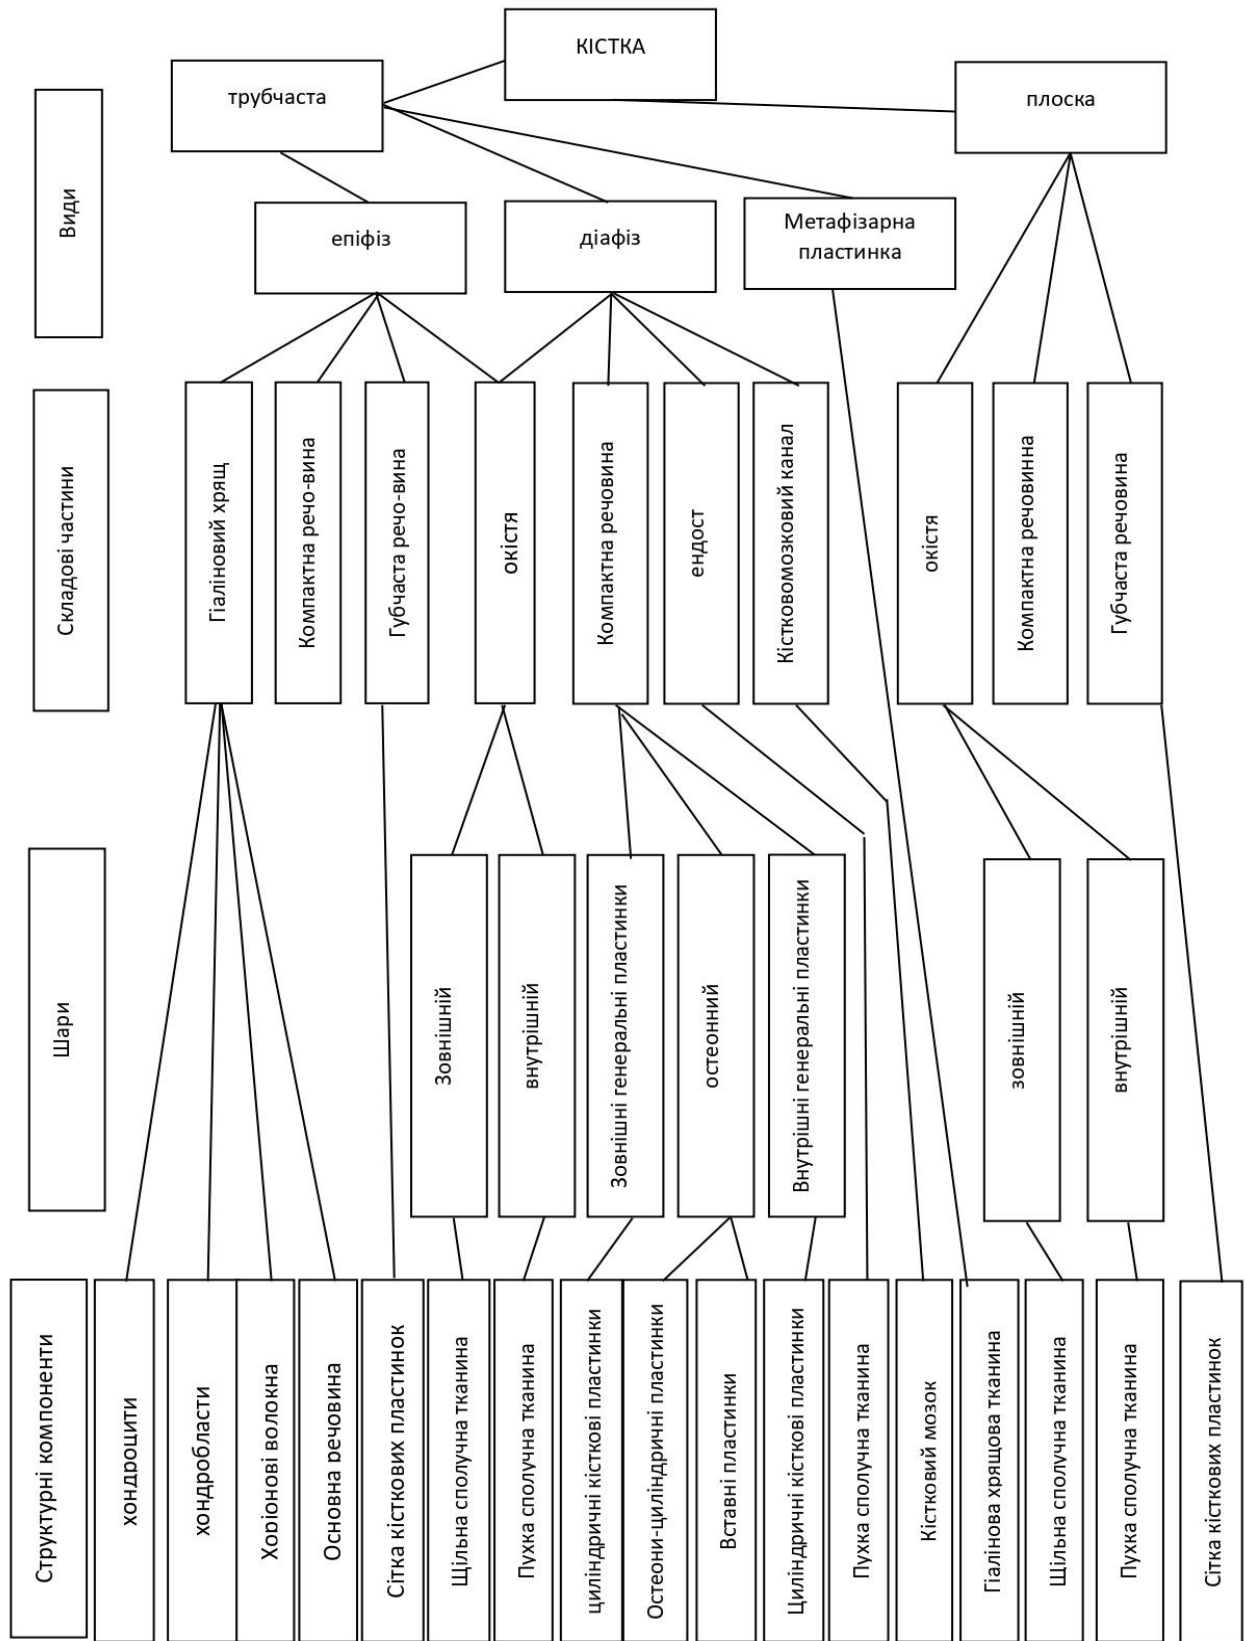 КІСТКА
трубчаста
плоска
Види
епіфіз
діафіз
Метафізарна
пластинка
Складові частини
Гіаліновий хрящ
Компактна речо-вина
Губчаста речо-вина
окістя
Компактна речовина
ендост
Кістковомозковий канал
окістя
Компактна речовинна
Губчаста речовина
Шари
Зовнішній
внутрішній
Зовнішні генеральні пластинки
остеонний
Внутрішні генеральні пластинки
зовнішній
внутрішній
Структурні компоненти
хондроцити
хондробласти
Хоріонові волокна
Основна речовина
Сітка кісткових пластинок
Щільна сполучна тканина
Пухка сполучна тканина
циліндричні кісткові пластинки
Остеони-циліндричні пластинки
Вставні пластинки
Циліндричні кісткові пластинки
Пухка сполучна тканина
Кістковий мозок
Гіалінова хрящова тканина
Щільна сполучна тканина
Пухка сполучна тканина
Сітка кісткових пластинок